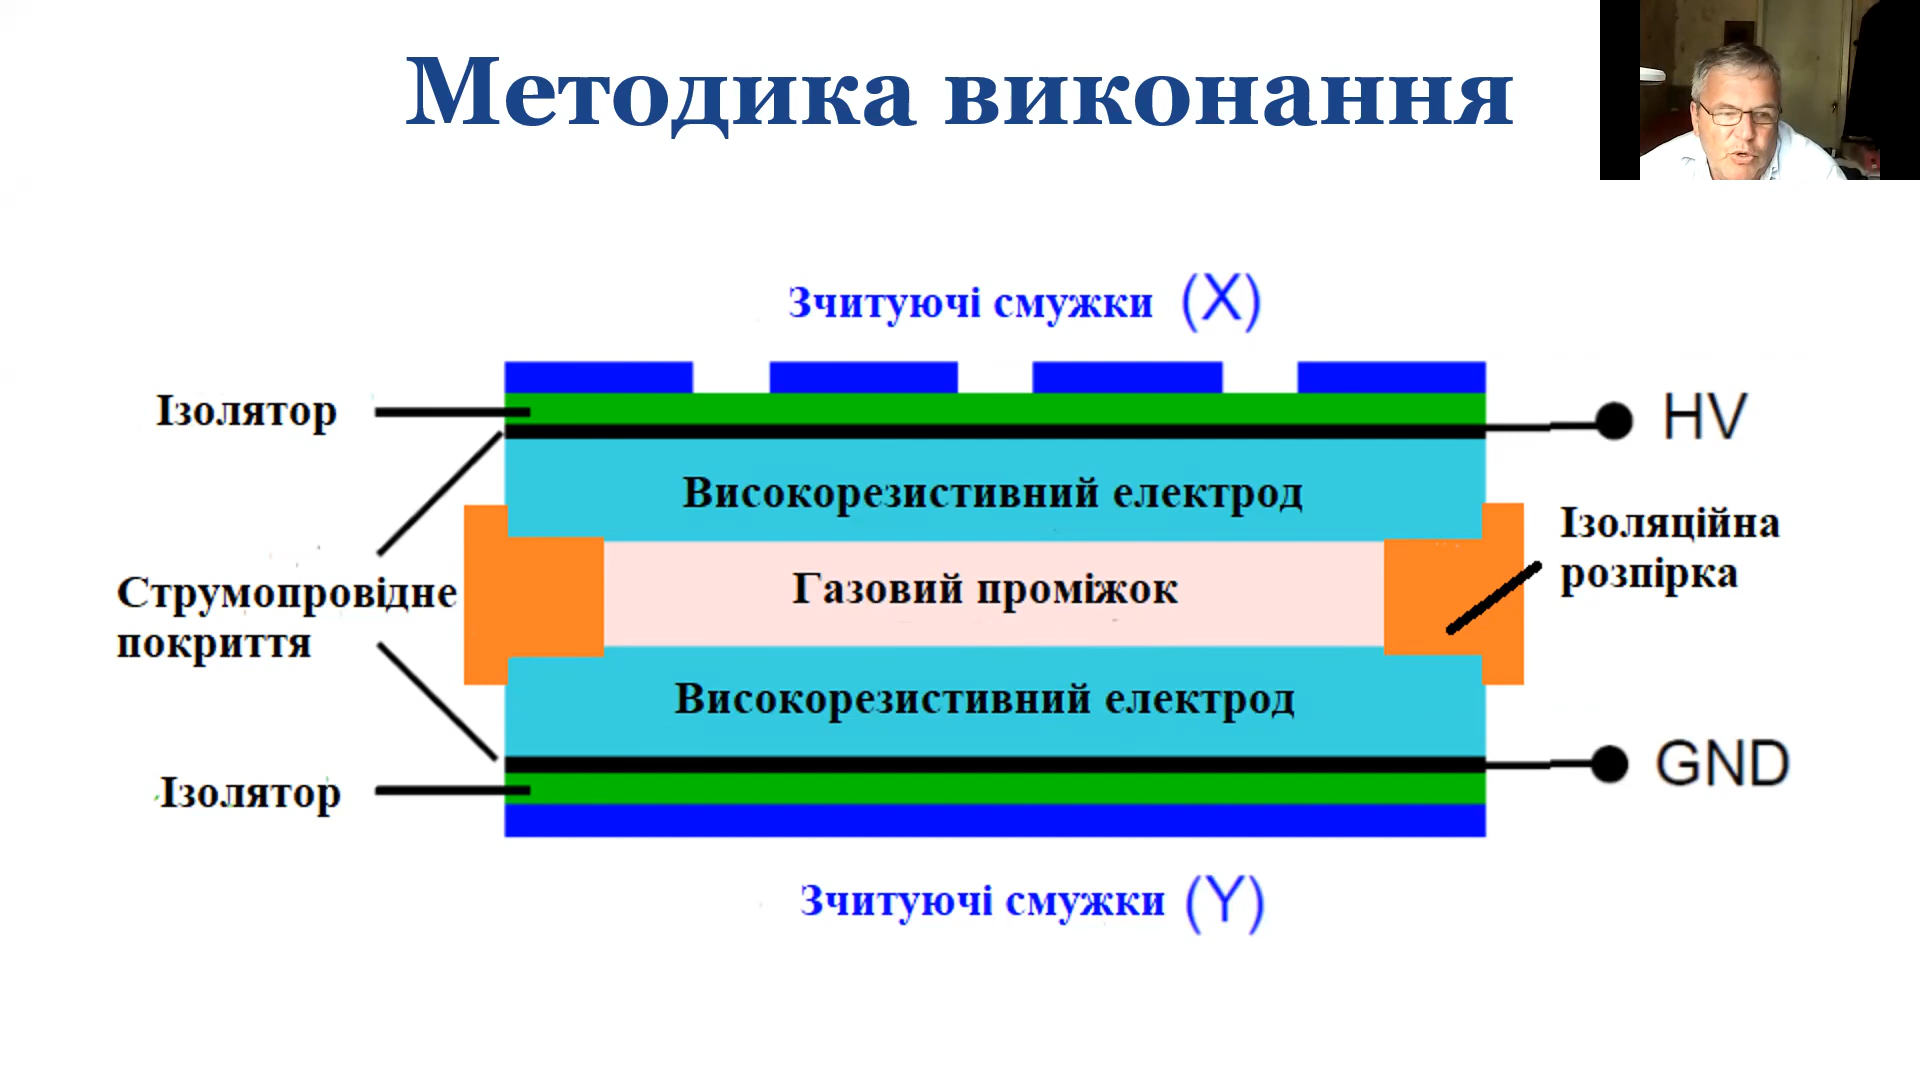 Методика виконання
Зчитуючі смужки (X)
Ізолятор
HV
Високорезистивний електрод
Ізоляційна
розпірка
Газовий проміжок
Струмопровідне
покриття
Високорезистивний електрод
GND
Ізолятор
Зчитуючі смужки (Y)